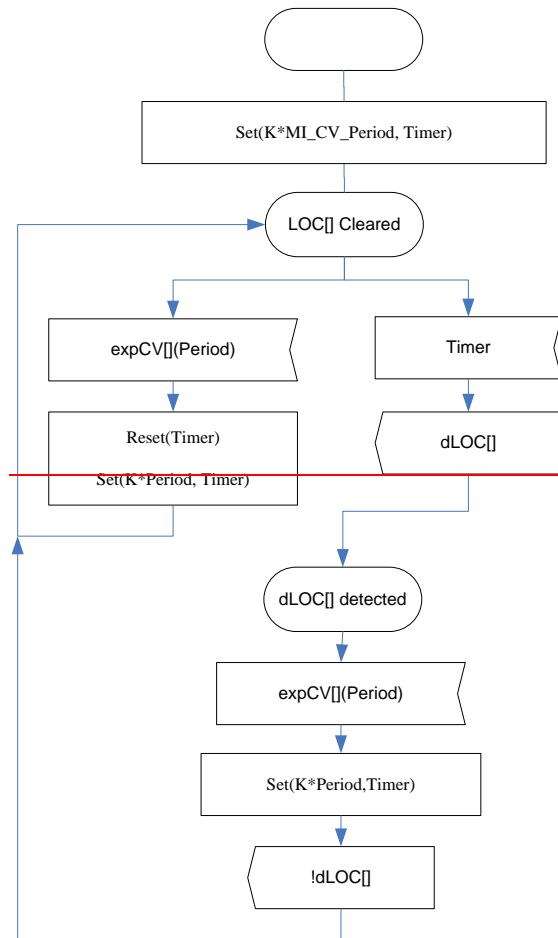 Set(K*MI_CV_Period, Timer)
LOC[] Cleared
expCV[](Period)
Timer
Reset(Timer)
Set(K*Period, Timer)
dLOC[]
dLOC[] detected
expCV[](Period)
Set(K*Period,Timer)
!dLOC[]